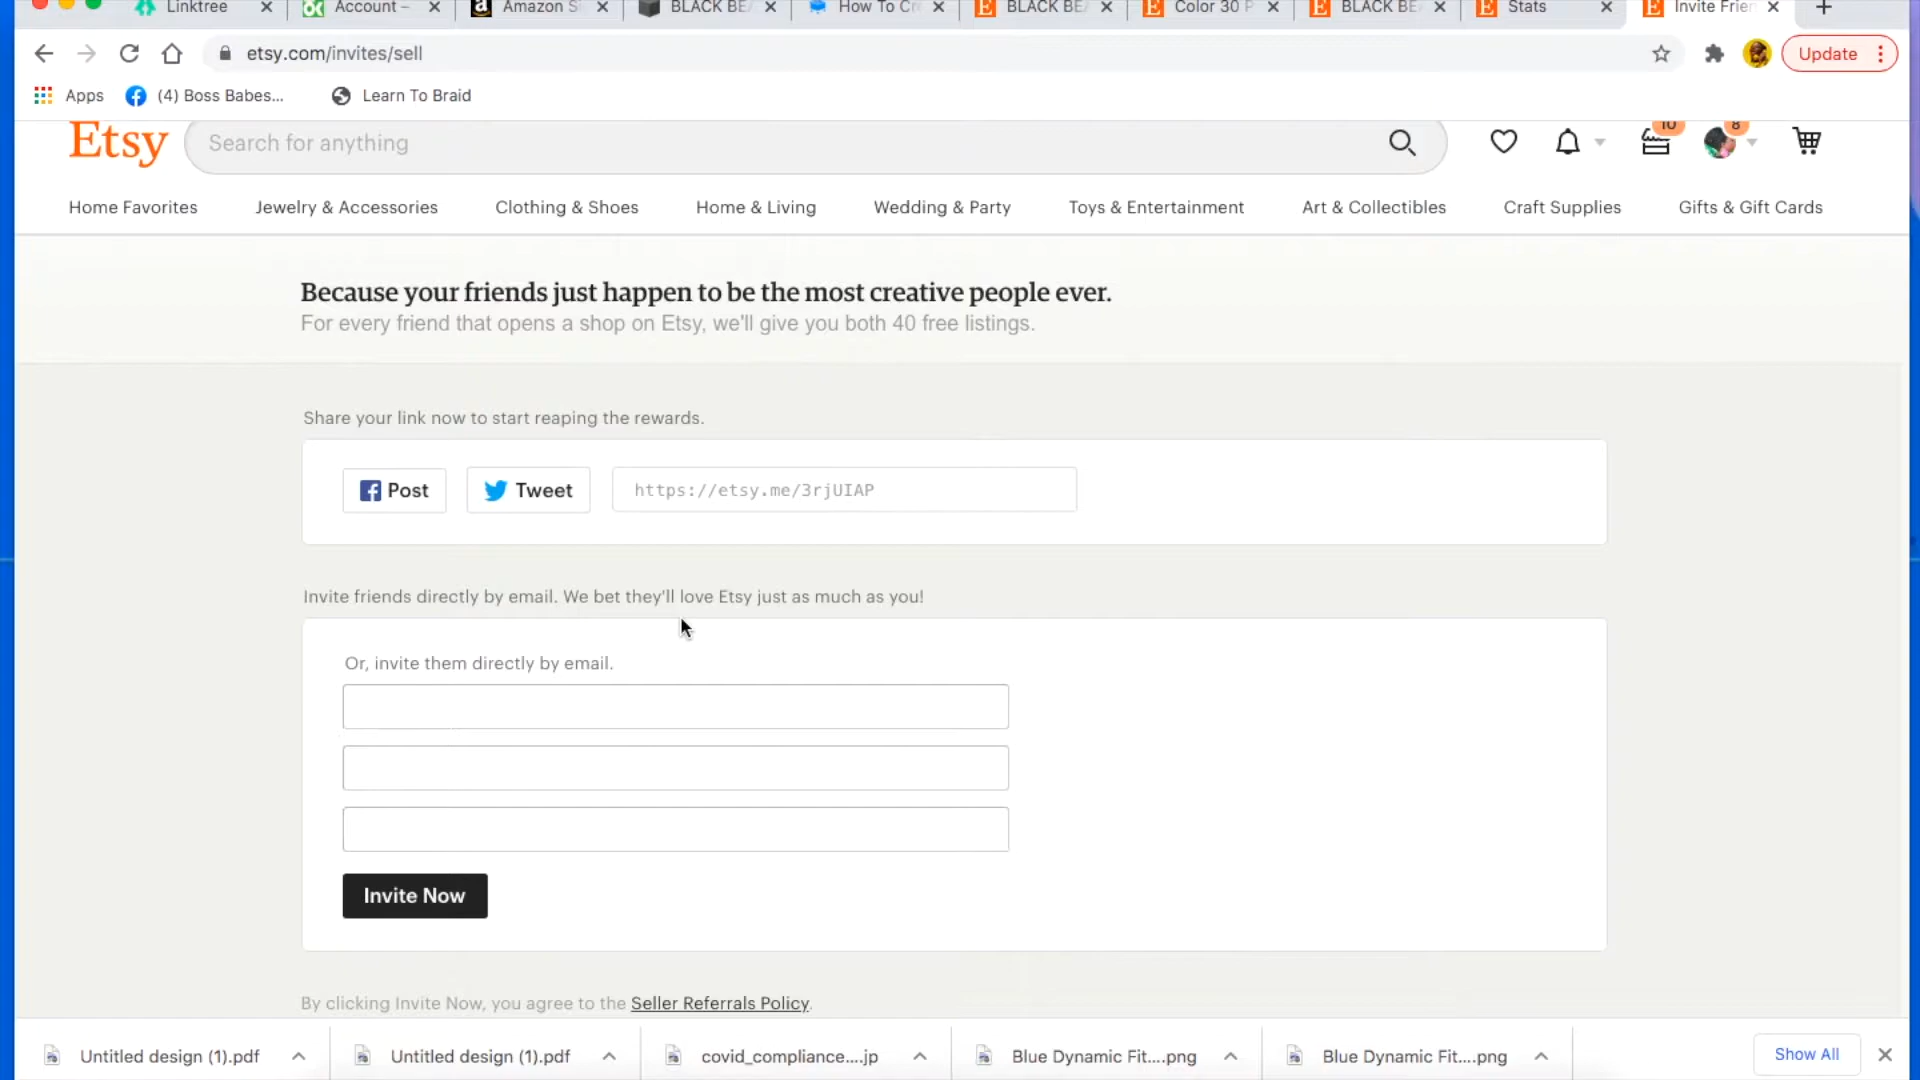 Linktree
Account –
Amazon S
BLACK BE
How To Cr
BLACK BE
Color 30 P
BLACK BE
Stats
Invite Frien
etsy.com/invites/sell
Update
Apps
(4) Boss Babes...
Learn To Braid
Etsy
Search for anything
10
8
Home Favorites
Jewelry & Accessories
Clothing & Shoes
Home & Living
Wedding & Party
Toys & Entertainment
Art & Collectibles
Craft Supplies
Gifts & Gift Cards
Because your friends just happen to be the most creative people ever.
For every friend that opens a shop on Etsy, we'll give you both 40 free listings.
Share your link now to start reaping the rewards.
Post
Tweet
https://etsy.me/3rjUIAP
Invite friends directly by email. We bet they'll love Etsy just as much as you!
Or, invite them directly by email.
Invite Now
By clicking Invite Now, you agree to the Seller Referrals Policy.
Untitled design (1).pdf
Untitled design (1).pdf
covid_compliance....jp
Blue Dynamic Fit....png
Blue Dynamic Fit....png
Show All